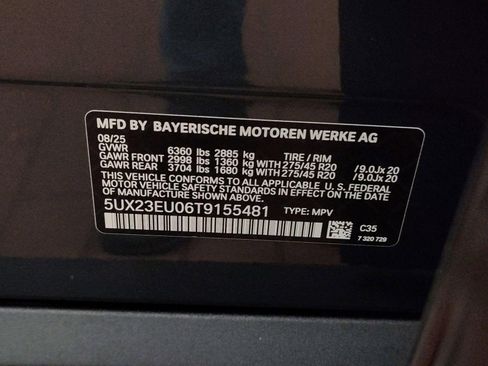 MFD BY BAYERISCHE MOTOREN WERKE AG
08/25
GVWR 6360 lbs 2885 kg TIRE / RIM
GAWR FRONT 2998 lbs 1360 kg WITH 275/45 R20 /9.0Jx 20
GAWR REAR 3704 lbs 1680 kg WITH 275/45 R20 /9.0Jx 20
THIS VEHICLE CONFORMS TO ALL APPLICABLE U.S. FEDERAL
MOTOR VEHICLE SAFETY STANDARDS IN EFFECT
ON THE DATE OF MANUFACTURE SHOWN ABOVE.
5UX23EU06T9155481 TYPE: MPV
C35
7 320 729